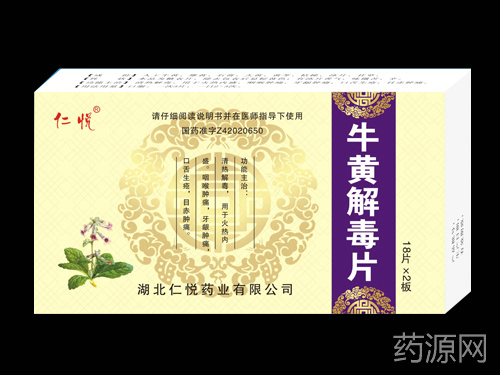 仁悦®
请仔细阅读说明书并在医师指导下使用
国药准字Z42020650
功能主治:
清热解毒。用于火热内
盛。咽喉肿痛,牙龈肿痛,
口舌生疮,目赤肿痛。
湖北仁悦药业有限公司
牛黄解毒片
18片×2板
药源网